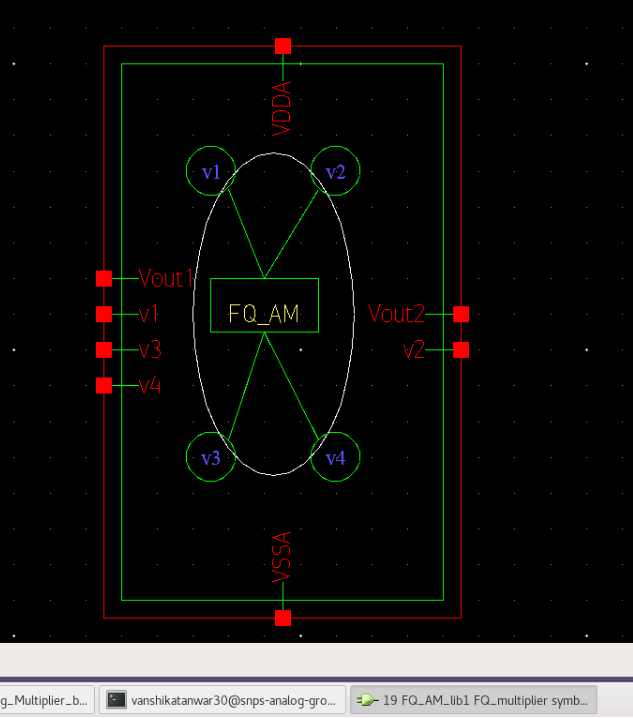 VDDA
v1
v2
Vout1
v1
FQ_AM
Vout2
v3
v2
v4
v3
v4
VSSA
g_Multiplier_b...
vanshikatanwar30@snps-analog-gro...
19 FQ_AM_lib1 FQ_multiplier symb...